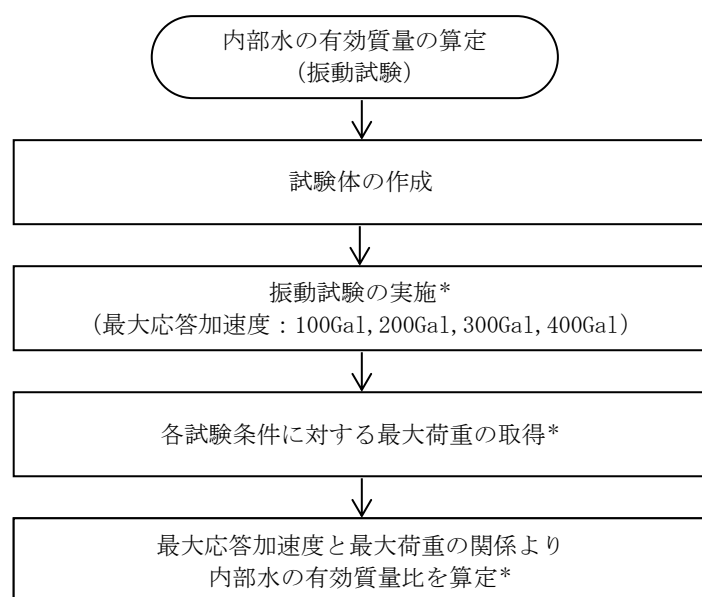 内部水の有効質量の算定
(振動試験)
試験体の作成
振動試験の実施*
(最大応答加速度：100Gal,200Gal,300Gal,400Gal)
各試験条件に対する最大荷重の取得*
最大応答加速度と最大荷重の関係より
内部水の有効質量比を算定*